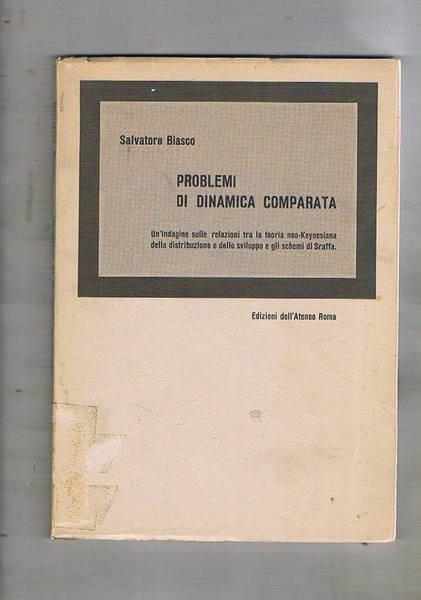 Salvatore Biasco
PROBLEMI
DI DINAMICA COMPARATA
Un'indagine sulle relazioni tra la teoria neo-Keynesiana
della distribuzione e dello sviluppo e gli schemi di Sraffa.
Edizioni dell'Ateneo Roma